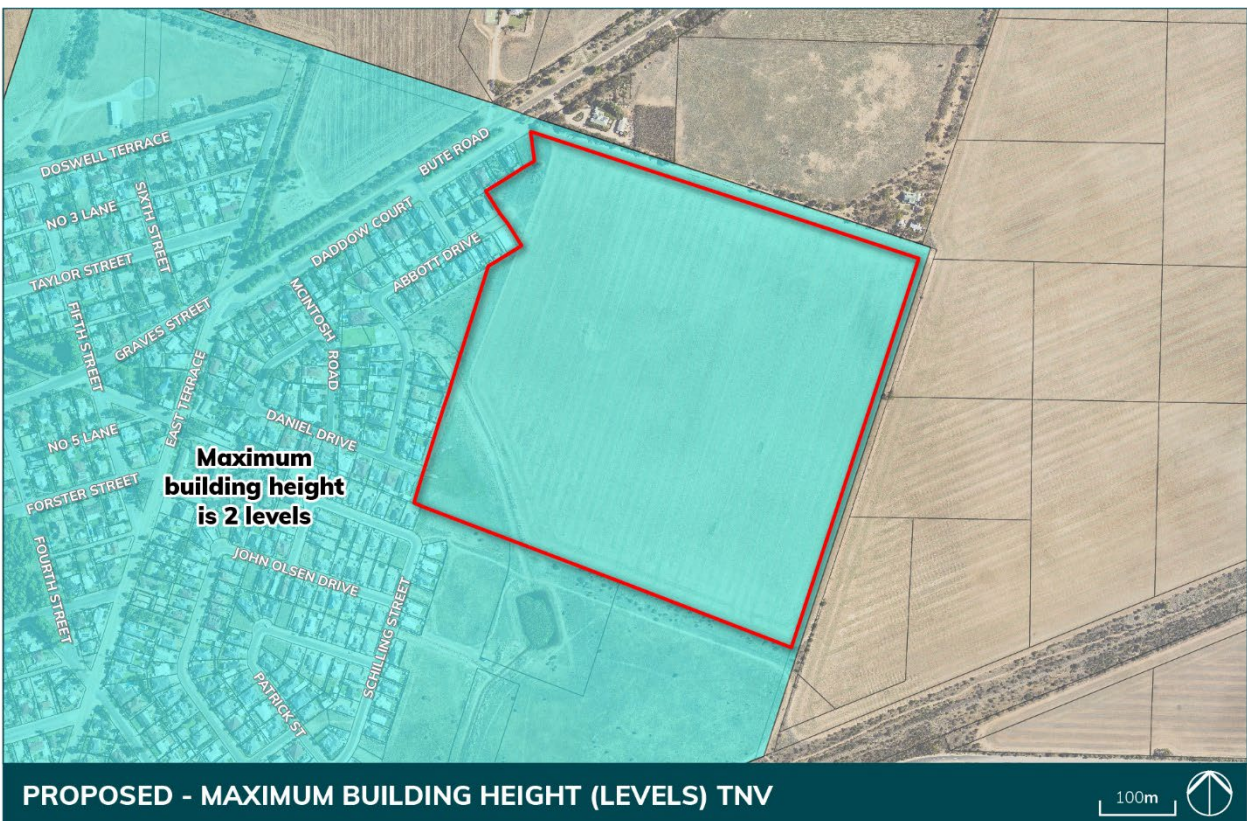 DOSWELL TERRACE
BUTE ROAD
SIXTH STREET
NO 3 LANE
DADDOW COURT
ABBOTT DRIVE
TAYLOR STREET
MCINTOSH ROAD
FIFTH STREET
GRAVES STREET
EAST TERRACE
DANIEL DRIVE
NO 5 LANE
Maximum
building height
is 2 levels
FORSTER STREET
FOURTH STREET
JOHN OLSEN DRIVE
SCHILLING STREET
PATRICK ST
PROPOSED - MAXIMUM BUILDING HEIGHT (LEVELS) TNV
100m